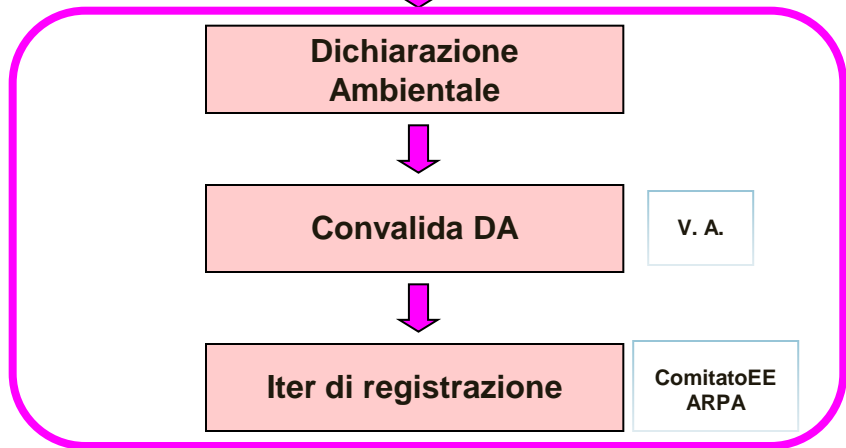 Dichiarazione
Ambientale
Convalida DA
V. A.
Iter di registrazione
ComitatoEE
ARPA